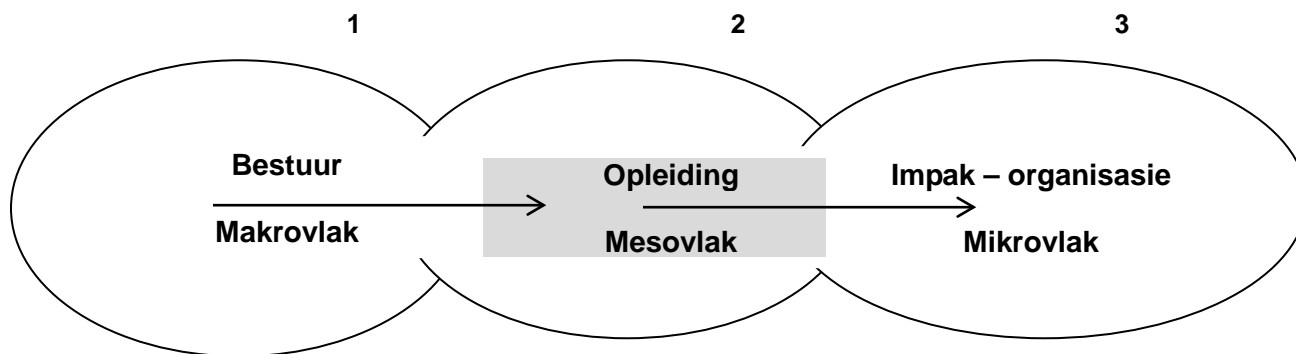 1 2 3
Bestuur
Makrovlak
Opleiding
Mesovlak
Impak – organisasie
Mikrovlak